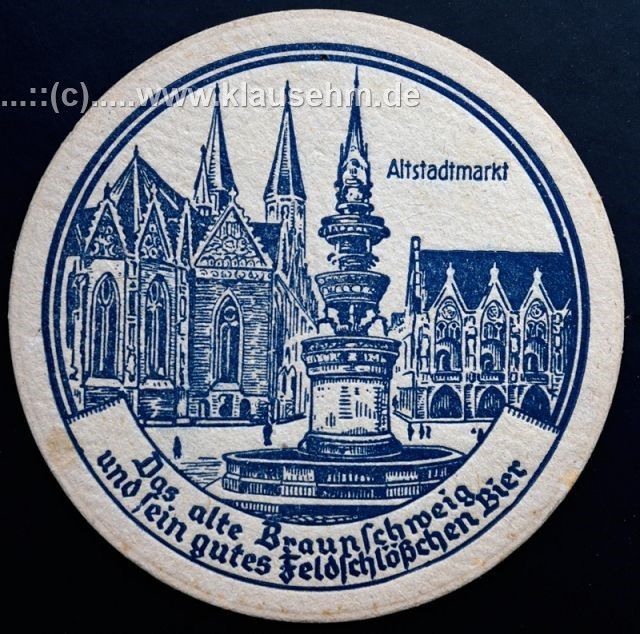 ...::(c).....www.klausehm.de
Altstadtmarkt
Das alte Braunſchweig
und ſein gutes Feldſchlößchen Bier